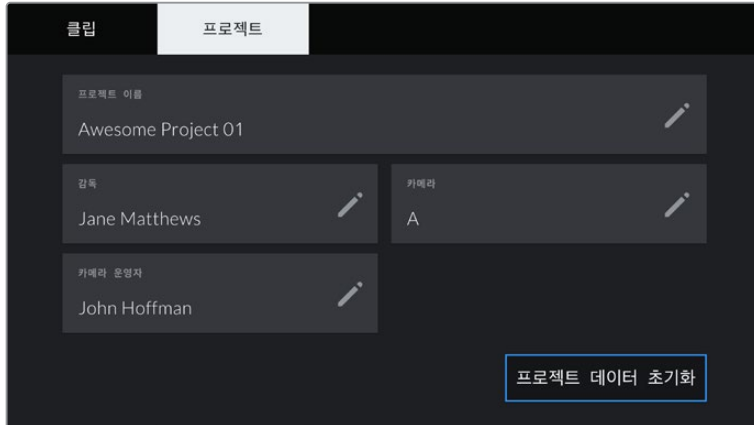 클립
프로젝트
프로젝트 이름
Awesome Project 01
감독
Jane Matthews
카메라
A
카메라 운영자
John Hoffman
프로젝트 데이터 초기화